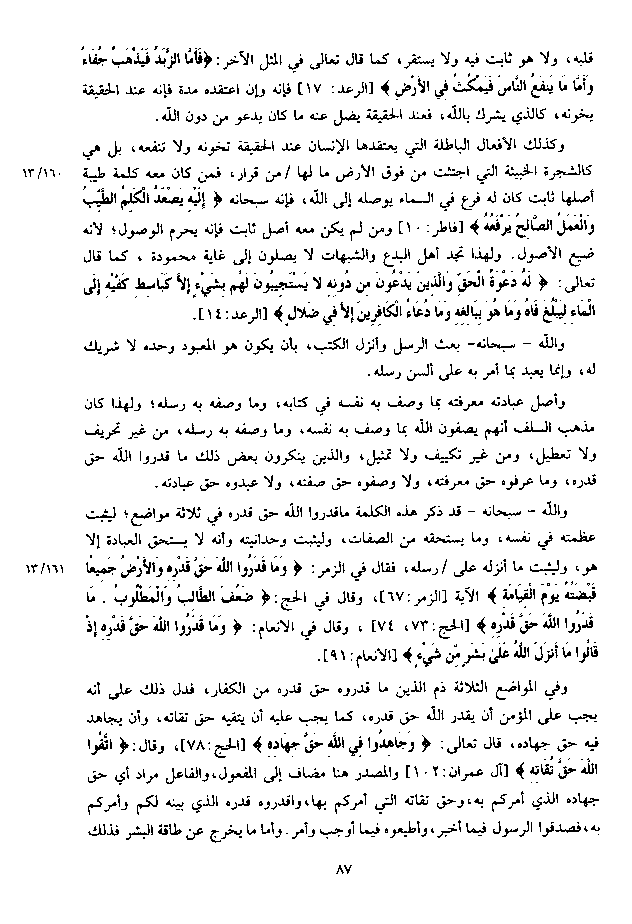 قلبه، ولا هو ثابت فيه ولا يستقر، كما قال تعالى في المثل الآخر: ﴿فَأَمَّا الزَّبَدُ فَيَذْهَبُ جُفَاءً
وَأَمَّا مَا يَنفَعُ النَّاسَ فَيَمْكُثُ فِي الأَرْضِ﴾ [الرعد: ١٧] فإنه وإن اعتقده مدة فإنه عند الحقيقة
يخونه، كالذي يشرك بالله، فعند الحقيقة يضل عنه ما كان يدعو من دون الله.
وكذلك الأفعال الباطلة التي يعتقدها الإنسان عند الحقيقة تخونه ولا تنفعه، بل هي
كالشجرة الخبيثة التي اجتثت من فوق الأرض ما لها / من قرار، فمن كان معه كلمة طيبة ١٣/١٦٠
أصلها ثابت كان له فرع في السماء يوصله إلى الله، فإنه سبحانه ﴿إِلَيْهِ يَصْعَدُ الْكَلِمُ الطَّيِّبُ
وَالْعَمَلُ الصَّالِحُ يَرْفَعُهُ﴾ [فاطر: ١٠] ومن لم يكن معه أصل ثابت فإنه يحرم الوصول؛ لأنه
ضيع الأصول. ولهذا تجد أهل البدع والشبهات لا يصلون إلى غاية محمودة، كما قال
تعالى: ﴿لَهُ دَعْوَةُ الْحَقِّ وَالَّذِينَ يَدْعُونَ مِن دُونِهِ لا يَسْتَجِيبُونَ لَهُم بِشَيْءٍ إِلاَّ كَبَاسِطِ كَفَّيْهِ إِلَى
الْمَاءِ لِيَبْلُغَ فَاهُ وَمَا هُوَ بِبَالِغِهِ وَمَا دُعَاءُ الْكَافِرِينَ إِلاَّ فِي ضَلالٍ﴾ [الرعد: ١٤].
والله – سبحانه– بعث الرسل وأنزل الكتب، بأن يكون هو المعبود وحده لا شريك
له، وإنما يعبد بما أمر به على ألسن رسله.
وأصل عبادته معرفته بما وصف به نفسه في كتابه، وما وصفه به رسله؛ ولهذا كان
مذهب السلف أنهم يصفون الله بما وصف به نفسه، وما وصفه به رسله، من غير تحريف
ولا تعطيل، ومن غير تكييف ولا تمثيل، والذين ينكرون بعض ذلك ما قدروا الله حق
قدره، وما عرفوه حق معرفته، ولا وصفوه حق صفته، ولا عبدوه حق عبادته.
والله – سبحانه – قد ذكر هذه الكلمة ماقدروا الله حق قدره في ثلاثة مواضع؛ ليثبت
عظمته في نفسه، وما يستحقه من الصفات، وليثبت وحدانيته وأنه لا يستحق العبادة إلا
هو، وليثبت ما أنزله على / رسله، فقال في الزمر: ﴿وَمَا قَدَرُوا اللَّهَ حَقَّ قَدْرِهِ وَالأَرْضُ جَمِيعًا ١٣/١٦١
قَبْضَتُهُ يَوْمَ الْقِيَامَةِ﴾ الآية [الزمر: ٦٧]، وقال في الحج: ﴿ضَعُفَ الطَّالِبُ وَالْمَطْلُوبُ . مَا
قَدَرُوا اللَّهَ حَقَّ قَدْرِهِ﴾ [الحج: ٧٣، ٧٤]، وقال في الانعام: ﴿وَمَا قَدَرُوا اللَّهَ حَقَّ قَدْرِهِ إِذْ
قَالُوا مَا أَنزَلَ اللَّهُ عَلَىٰ بَشَرٍ مِّن شَيْءٍ﴾ [الأنعام: ٩١].
وفي المواضع الثلاثة ذم الذين ما قدروه حق قدره من الكفار، فدل ذلك على أنه
يجب على المؤمن أن يقدر الله حق قدره، كما يجب عليه أن يتقيه حق تقاته، وأن يجاهد
فيه حق جهاده، قال تعالى: ﴿وَجَاهِدُوا فِي اللَّهِ حَقَّ جِهَادِهِ﴾ [الحج: ٧٨]، وقال: ﴿اتَّقُوا
اللَّهَ حَقَّ تُقَاتِهِ﴾ [آل عمران: ١٠٢] والمصدر هنا مضاف إلى المفعول، والفاعل مراد أي حق
جهاده الذي أمركم به، وحق تقاته التي أمركم بها، واقدروه قدره الذي بينه لكم وأمركم
به، فصدقوا الرسول فيما أخبر، وأطيعوه فيما أوجب وأمر. وأما ما يخرج عن طاقة البشر فذلك
٨٧